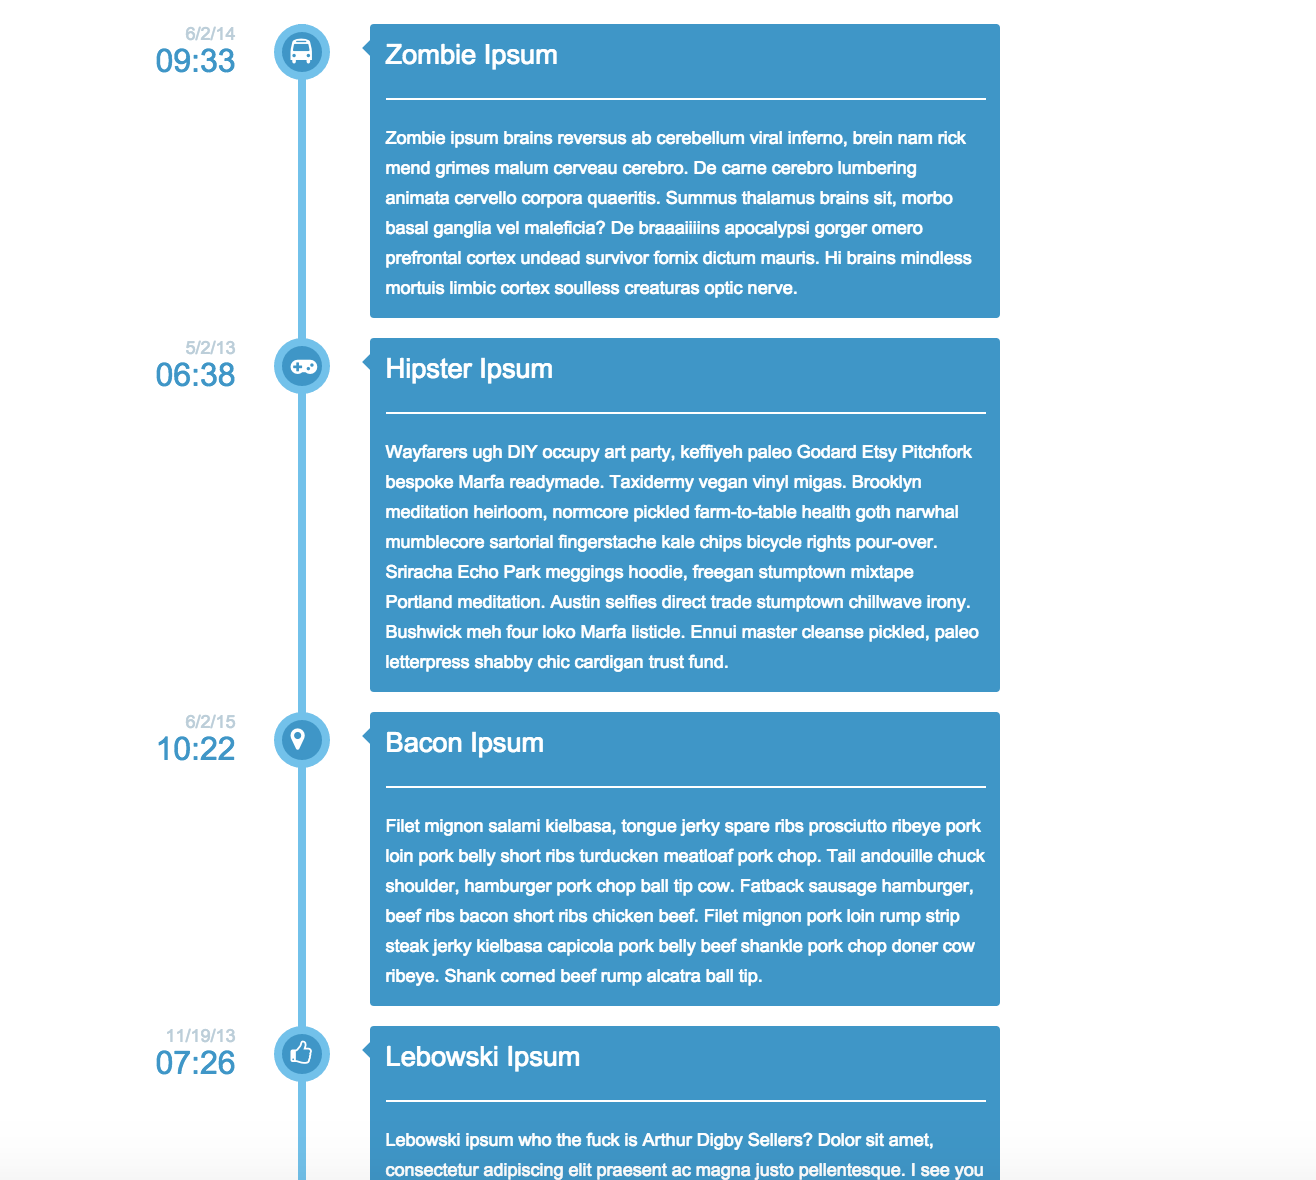 6/2/14
09:33
Zombie Ipsum
Zombie ipsum brains reversus ab cerebellum viral inferno, brein nam rick
mend grimes malum cerveau cerebro. De carne cerebro lumbering
animata cervello corpora quaeritis. Summus thalamus brains sit, morbo
basal ganglia vel maleficia? De braaaiiiins apocalypsi gorger omero
prefrontal cortex undead survivor fornix dictum mauris. Hi brains mindless
mortuis limbic cortex soulless creaturas optic nerve.
5/2/13
06:38
Hipster Ipsum
Wayfarers ugh DIY occupy art party, keffiyeh paleo Godard Etsy Pitchfork
bespoke Marfa readymade. Taxidermy vegan vinyl migas. Brooklyn
meditation heirloom, normcore pickled farm-to-table health goth narwhal
mumblecore sartorial fingerstache kale chips bicycle rights pour-over.
Sriracha Echo Park meggings hoodie, freegan stumptown mixtape
Portland meditation. Austin selfies direct trade stumptown chillwave irony.
Bushwick meh four loko Marfa listicle. Ennui master cleanse pickled, paleo
letterpress shabby chic cardigan trust fund.
6/2/15
10:22
Bacon Ipsum
Filet mignon salami kielbasa, tongue jerky spare ribs prosciutto ribeye pork
loin pork belly short ribs turducken meatloaf pork chop. Tail andouille chuck
shoulder, hamburger pork chop ball tip cow. Fatback sausage hamburger,
beef ribs bacon short ribs chicken beef. Filet mignon pork loin rump strip
steak jerky kielbasa capicola pork belly beef shankle pork chop doner cow
ribeye. Shank corned beef rump alcatra ball tip.
11/19/13
07:26
Lebowski Ipsum
Lebowski ipsum who the fuck is Arthur Digby Sellers? Dolor sit amet,
consectetur adipiscing elit praesent ac magna justo pellentesque. I see you